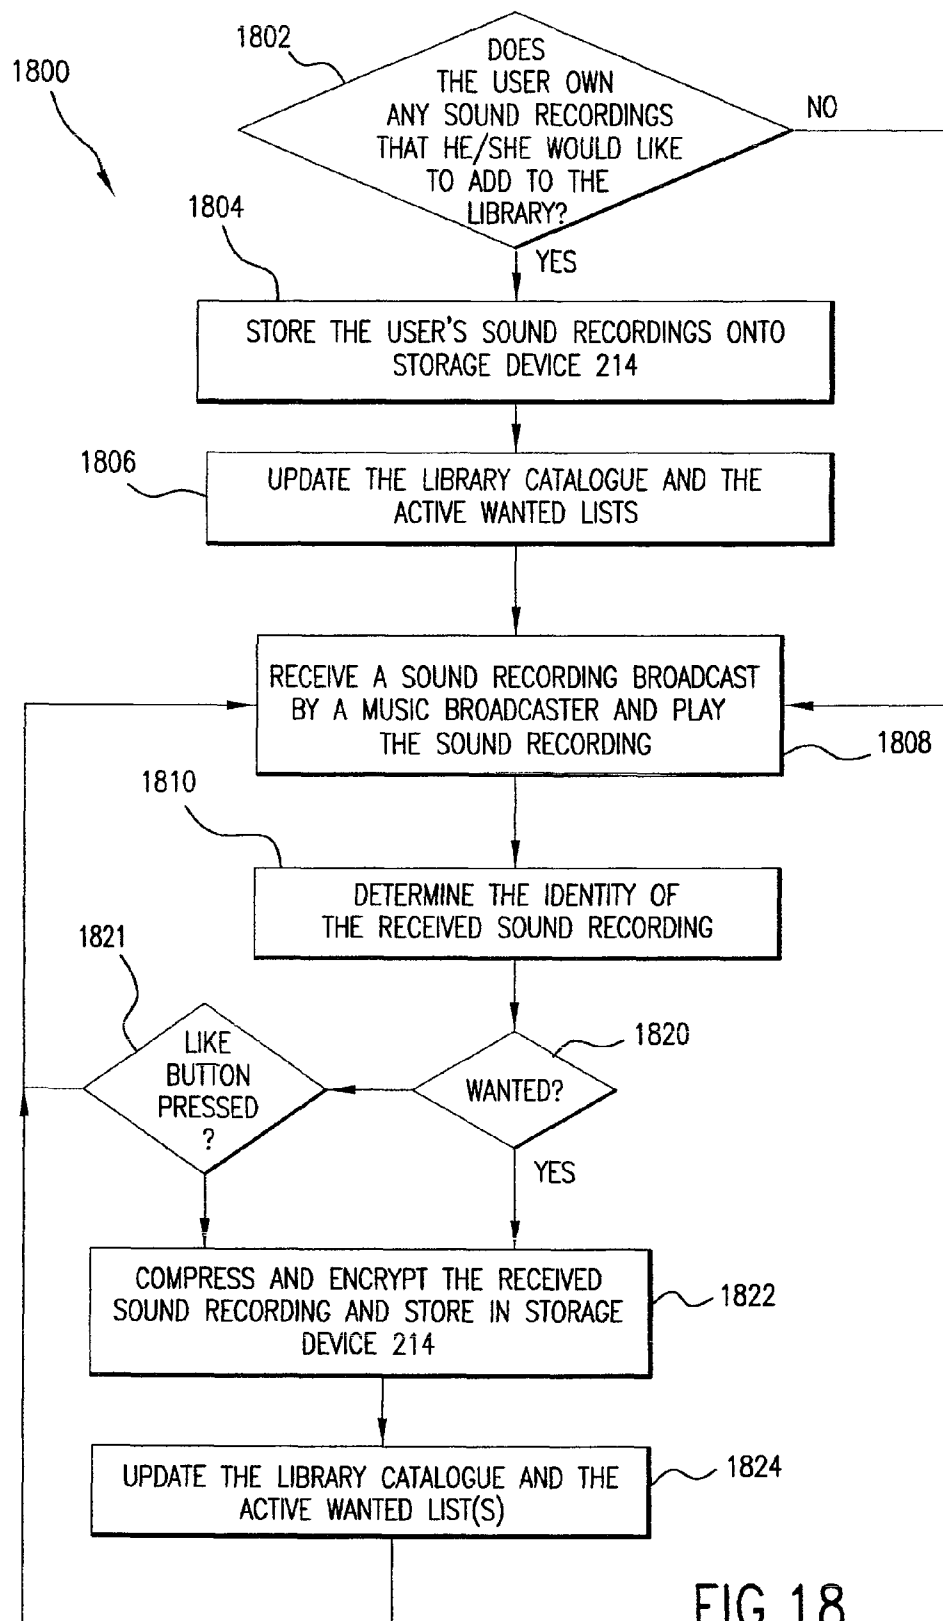 1800
1802
DOES
THE USER OWN
ANY SOUND RECORDINGS
THAT HE/SHE WOULD LIKE
TO ADD TO THE
LIBRARY?
NO
YES
1804
STORE THE USER'S SOUND RECORDINGS ONTO
STORAGE DEVICE 214
1806
UPDATE THE LIBRARY CATALOGUE AND THE
ACTIVE WANTED LISTS
RECEIVE A SOUND RECORDING BROADCAST
BY A MUSIC BROADCASTER AND PLAY
THE SOUND RECORDING
1808
1810
DETERMINE THE IDENTITY OF
THE RECEIVED SOUND RECORDING
1821
LIKE
BUTTON
PRESSED
?
1820
WANTED?
YES
COMPRESS AND ENCRYPT THE RECEIVED
SOUND RECORDING AND STORE IN STORAGE
DEVICE 214
1822
UPDATE THE LIBRARY CATALOGUE AND THE
ACTIVE WANTED LIST(S)
1824
FIG.18